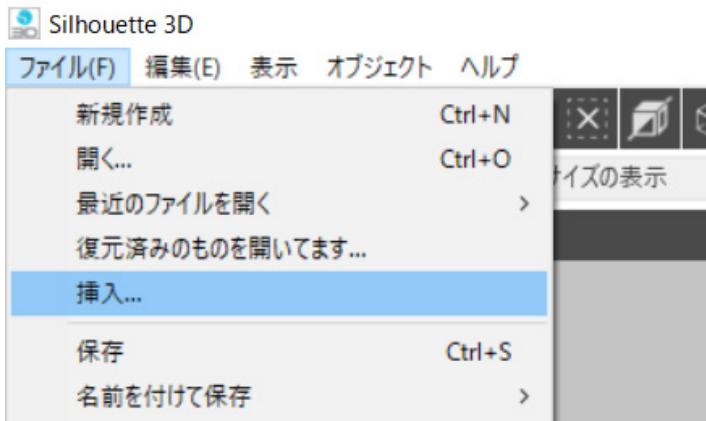 Silhouette 3D
ファイル(F) 編集(E) 表示 オブジェクト ヘルプ
新規作成 Ctrl+N
開く... Ctrl+O
イズの表示
最近のファイルを開く >
復元済みのものを開いてます...
挿入...
保存 Ctrl+S
名前を付けて保存 >